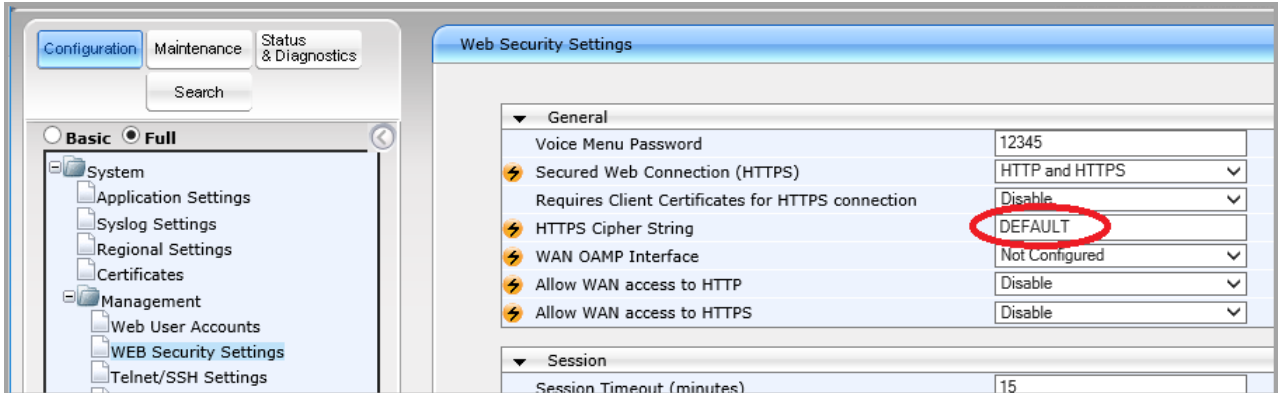 Configuration
Maintenance
Status
& Diagnostics
Search
Basic Full
System
Application Settings
Syslog Settings
Regional Settings
Certificates
Management
Web User Accounts
WEB Security Settings
Telnet/SSH Settings
Web Security Settings
General
Voice Menu Password 12345
Secured Web Connection (HTTPS) HTTP and HTTPS
Requires Client Certificates for HTTPS connection Disable
HTTPS Cipher String DEFAULT
WAN OAMP Interface Not Configured
Allow WAN access to HTTP Disable
Allow WAN access to HTTPS Disable
Session
Session Timeout (minutes) 15